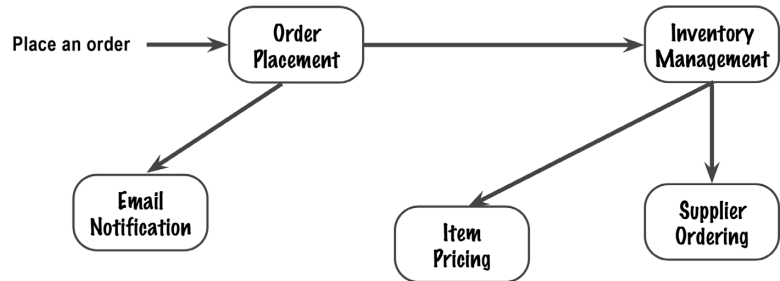 Place an order
Order
Placement
Inventory
Management
Email
Notification
Item
Pricing
Supplier
Ordering